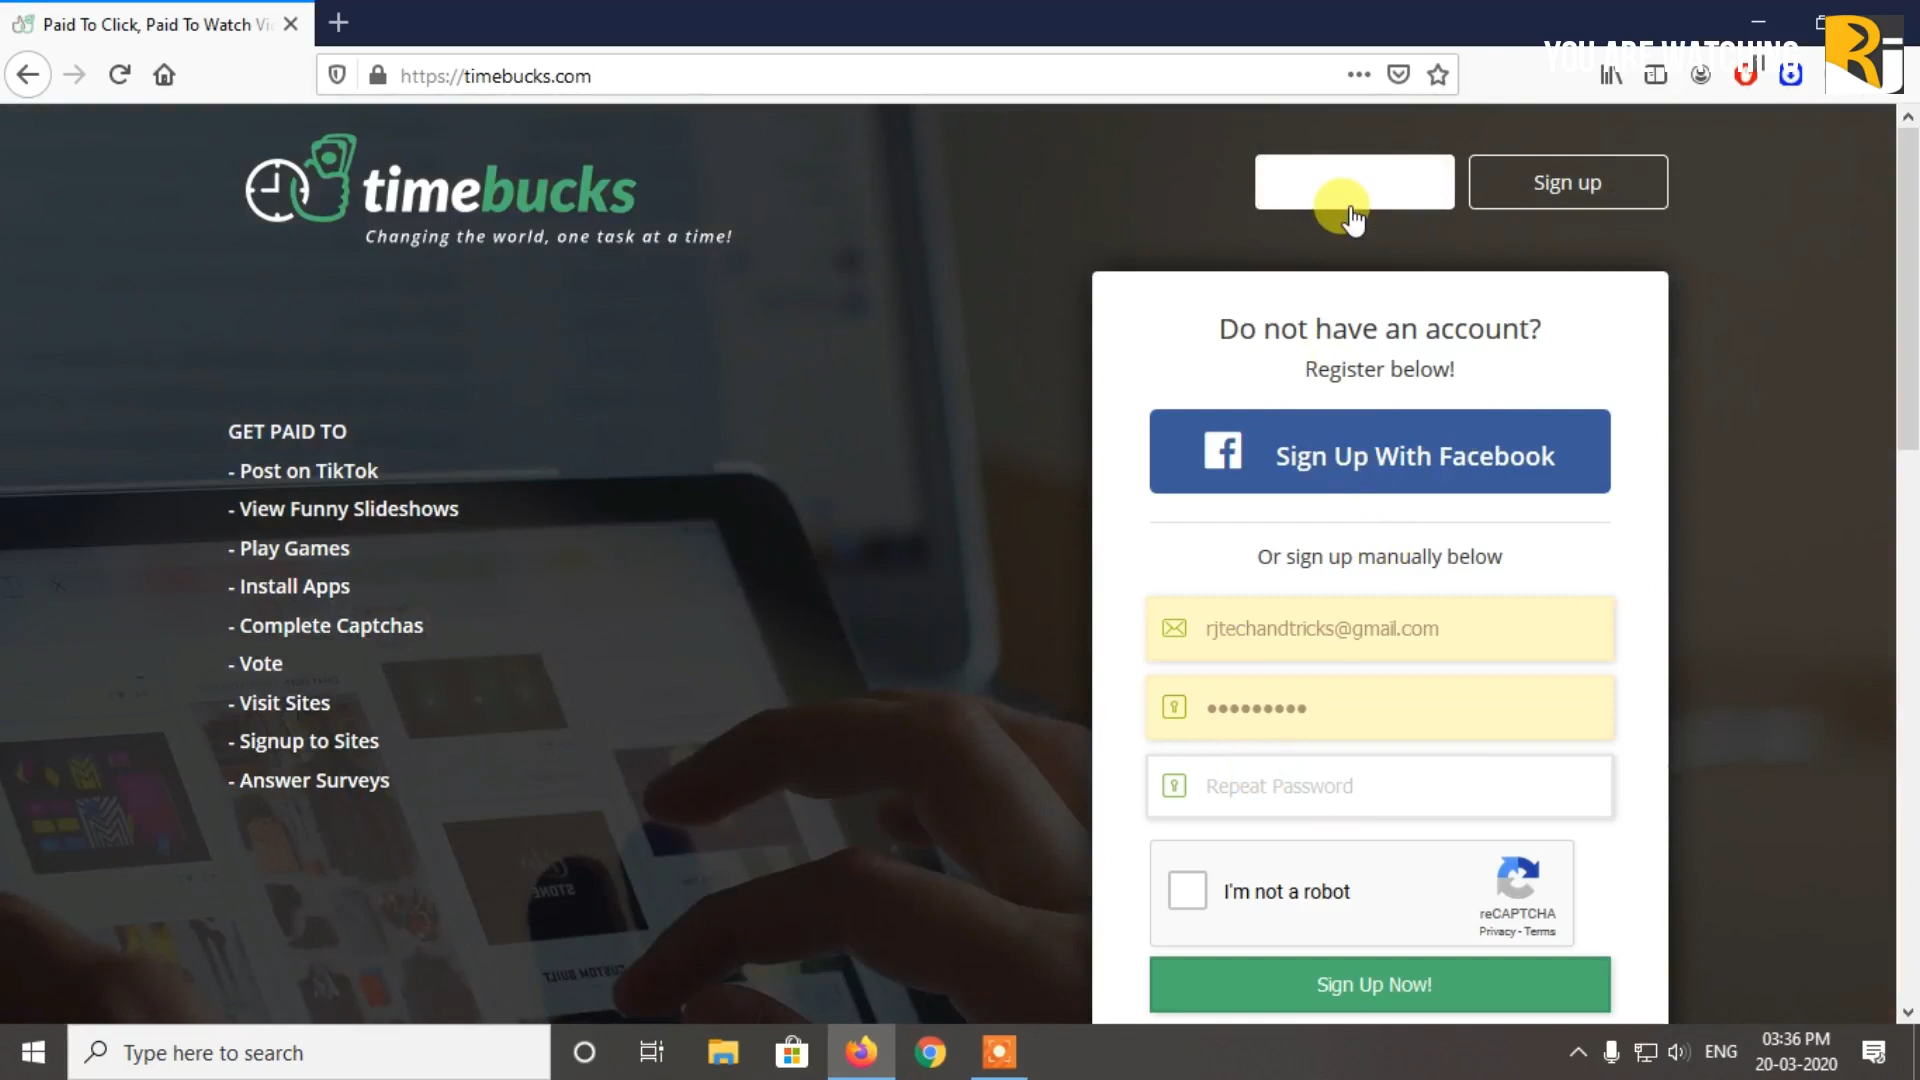 Paid To Click, Paid To Watch Vi
YOU ARE WATCHING
https://timebucks.com
timebucks
Changing the world, one task at a time!
Sign up
Do not have an account?
Register below!
Sign Up With Facebook
Or sign up manually below
rjtechandtricks@gmail.com
Repeat Password
I'm not a robot
reCAPTCHA
Privacy - Terms
Sign Up Now!
GET PAID TO
- Post on TikTok
- View Funny Slideshows
- Play Games
- Install Apps
- Complete Captchas
- Vote
- Visit Sites
- Signup to Sites
- Answer Surveys
Type here to search
ENG
03:36 PM
20-03-2020